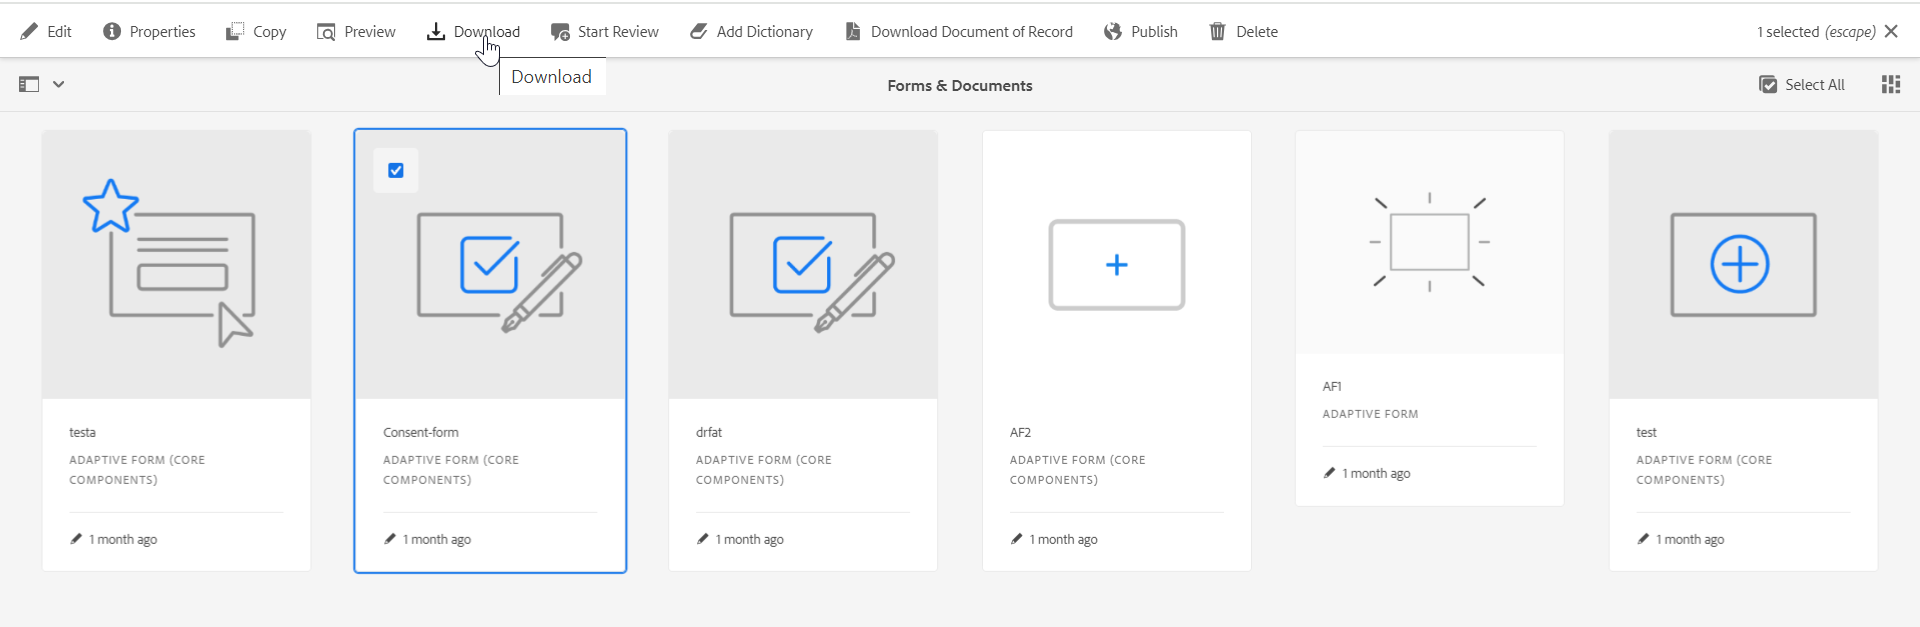 Edit Properties Copy Preview Download Start Review Add Dictionary Download Document of Record Publish Delete 1 selected (escape)
Download
Forms & Documents Select All
testa
ADAPTIVE FORM (CORE
COMPONENTS)
1 month ago
Consent-form
ADAPTIVE FORM (CORE
COMPONENTS)
1 month ago
drfat
ADAPTIVE FORM (CORE
COMPONENTS)
1 month ago
AF2
ADAPTIVE FORM (CORE
COMPONENTS)
1 month ago
AF1
ADAPTIVE FORM
1 month ago
test
ADAPTIVE FORM (CORE
COMPONENTS)
1 month ago